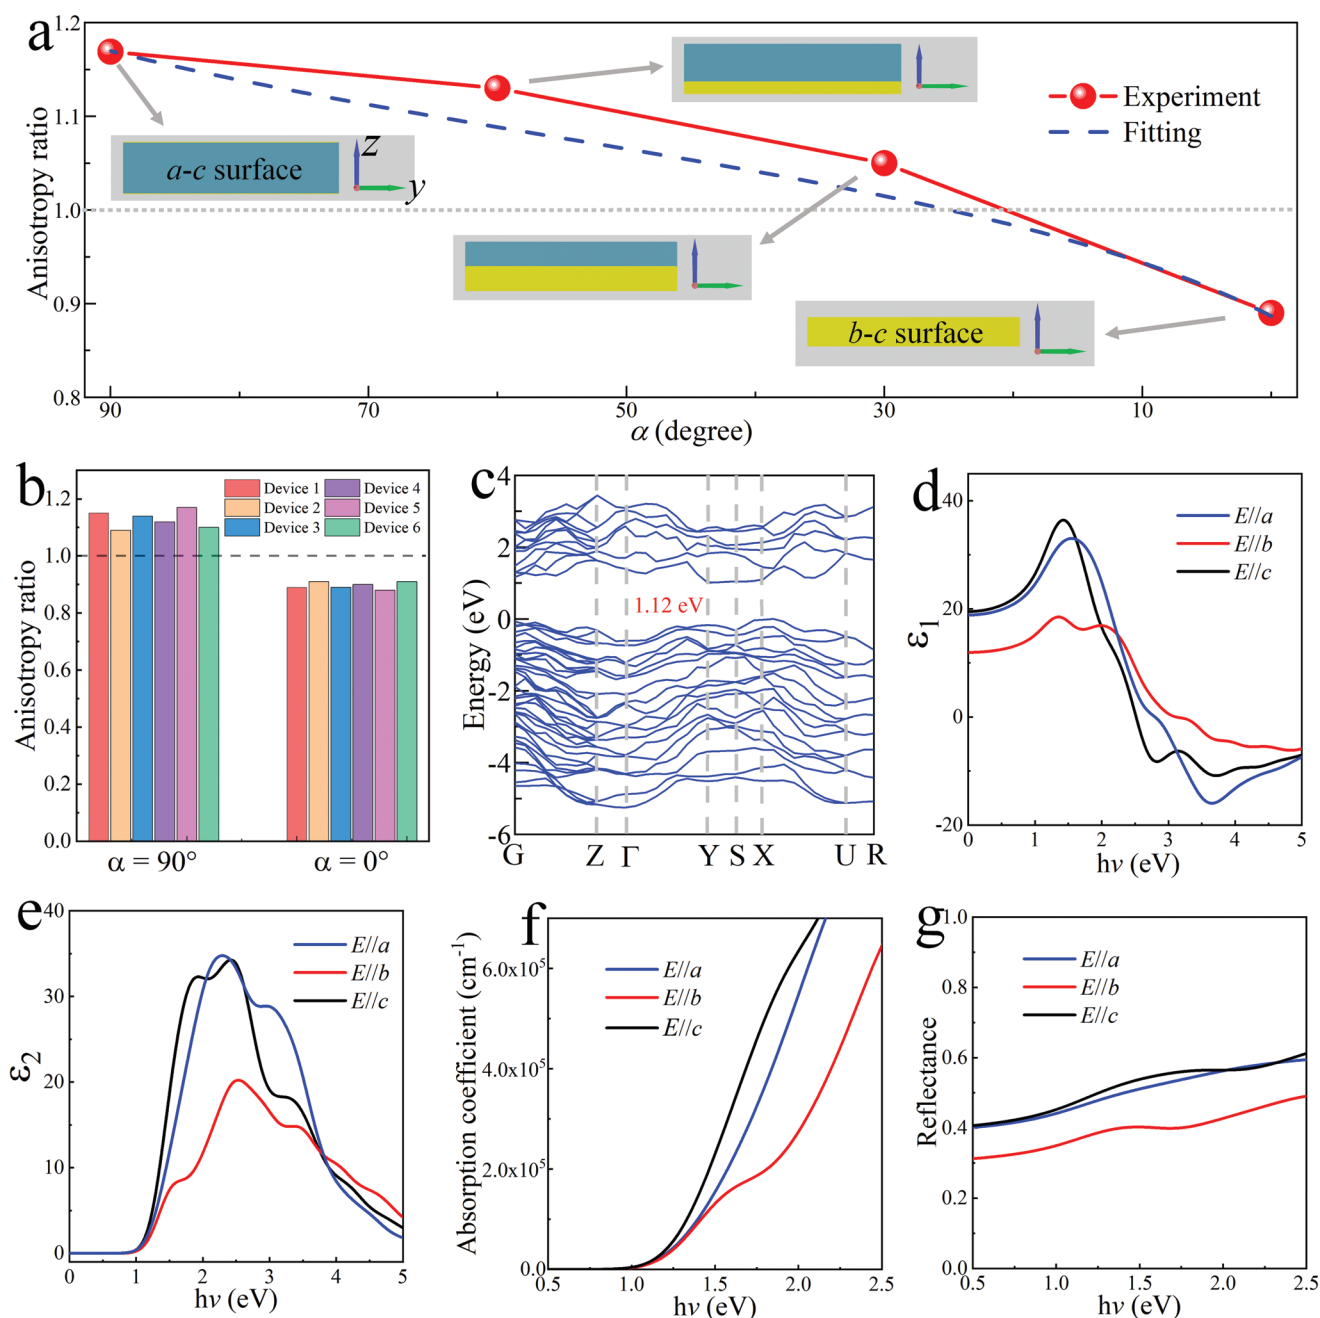 a
Anisotropy ratio
1.2
1.1
1.0
0.9
0.8
90
70
50
30
10
α (degree)
Experiment
Fitting
a-c surface
z
y
b-c surface
b
Anisotropy ratio
1.2
1.0
0.8
0.6
0.4
0.2
0.0
Device 1
Device 2
Device 3
Device 4
Device 5
Device 6
α = 90°
α = 0°
c
Energy (eV)
4
2
0
-2
-4
-6
1.12 eV
G
Z
Γ
Y
S
X
U
R
d
ε1
40
20
0
-20
E//a
E//b
E//c
0
1
2
3
4
5
hν (eV)
e
ε2
40
30
20
10
0
E//a
E//b
E//c
0
1
2
3
4
5
hν (eV)
f
Absorption coefficient (cm⁻¹)
6.0x10⁵
4.0x10⁵
2.0x10⁵
0.0
E//a
E//b
E//c
0.5
1.0
1.5
2.0
2.5
hν (eV)
g
Reflectance
1.0
0.8
0.6
0.4
0.2
0.0
E//a
E//b
E//c
0.5
1.0
1.5
2.0
2.5
hν (eV)